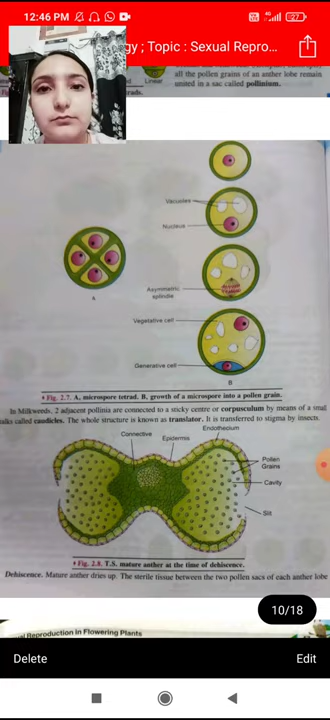 12:46 PM
4G
27
gy ; Topic : Sexual Repro...
all the pollen grains of an anther lobe remain
Linear
united in a sac called pollinium.
rads.
Vacuoles
Nucleus
Asymmetric
spindle
A
Vegetative cell
Generative cell
B
Fig. 2.7. A, microspore tetrad. B, growth of a microspore into a pollen grain.
In Milkweeds, 2 adjacent pollinia are connected to a sticky centre or corpusculum by means of a small
talks called caudicles. The whole structure is known as translator. It is transferred to stigma by insects.
Endothecium
Connective
Epidermis
Pollen
Grains
Cavity
Slit
Fig. 2.8. T.S. mature anther at the time of dehiscence.
Dehiscence. Mature anther dries up. The sterile tissue between the two pollen sacs of each anther lobe
10/18
Reproduction in Flowering Plants
Delete
Edit